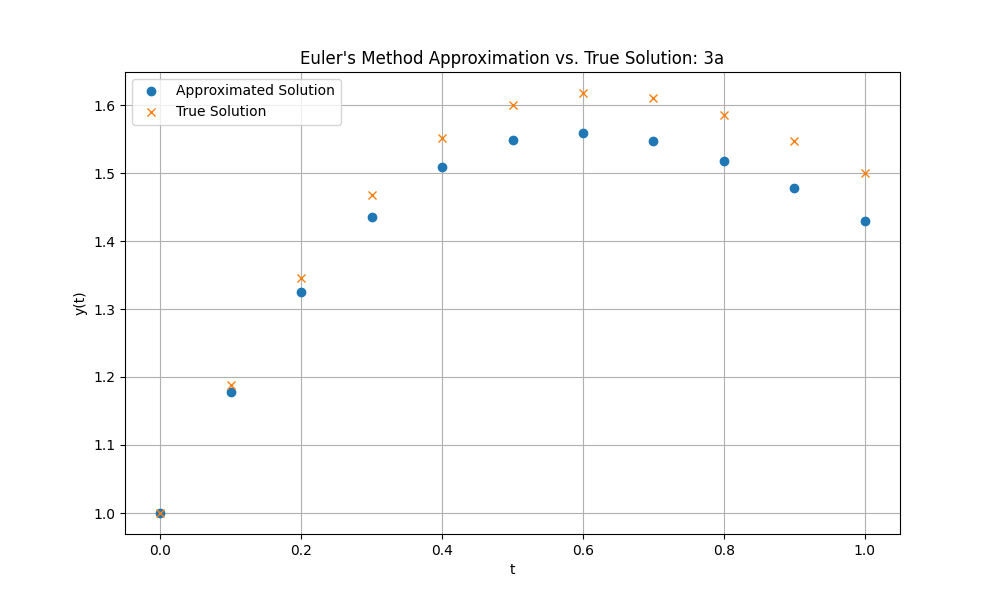 Euler's Method Approximation vs. True Solution: 3a
Approximated Solution
True Solution
y(t)
1.6
1.5
1.4
1.3
1.2
1.1
1.0
0.0 0.2 0.4 0.6 0.8 1.0
t